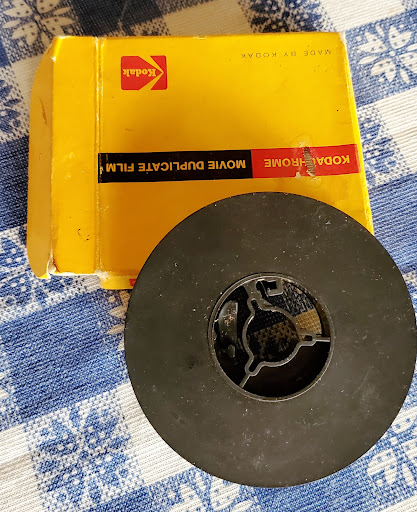 KODACHROME MOVIE DUPLICATE FILM
MADE BY KODAK
Kodak